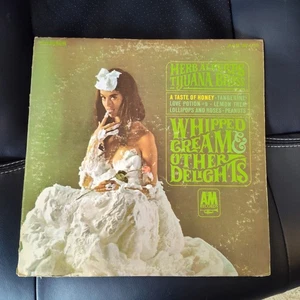 HERB ALPERT'S
TIJUANA BRASS
A TASTE OF HONEY · TANGERINE
LOVE POTION #9 · LEMON TREE
LOLLIPOPS AND ROSES · PEANUTS
WHIPPED
CREAM &
OTHER
DELIGHTS
A&M